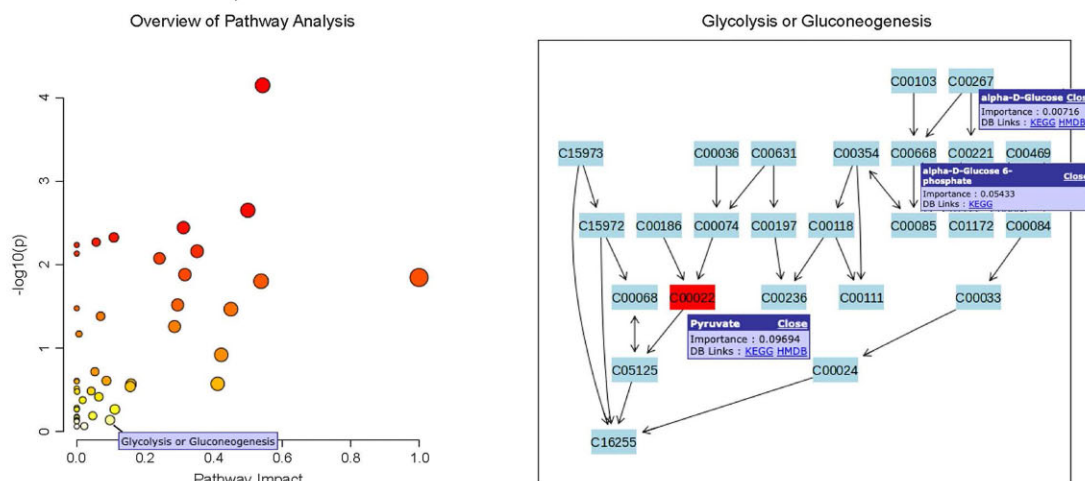 Overview of Pathway Analysis
Glycolysis or Gluconeogenesis
-log10(p)
4
3
2
1
0
0.0 0.2 0.4 0.6 0.8 1.0
Pathway Impact
Glycolysis or Gluconeogenesis
C00103 C00267
alpha-D-Glucose Close
Importance : 0.00716
DB Links : KEGG HMDB
C15973 C00036 C00631 C00354 C00668 C00221 C00469
alpha-D-Glucose 6-
phosphate Close
Importance : 0.05433
DB Links : KEGG
C15972 C00186 C00074 C00197 C00118 C00085 C01172 C00084
C00068 C00022 C00236 C00111 C00033
Pyruvate Close
Importance : 0.09694
DB Links : KEGG HMDB
C05125 C00024
C16255